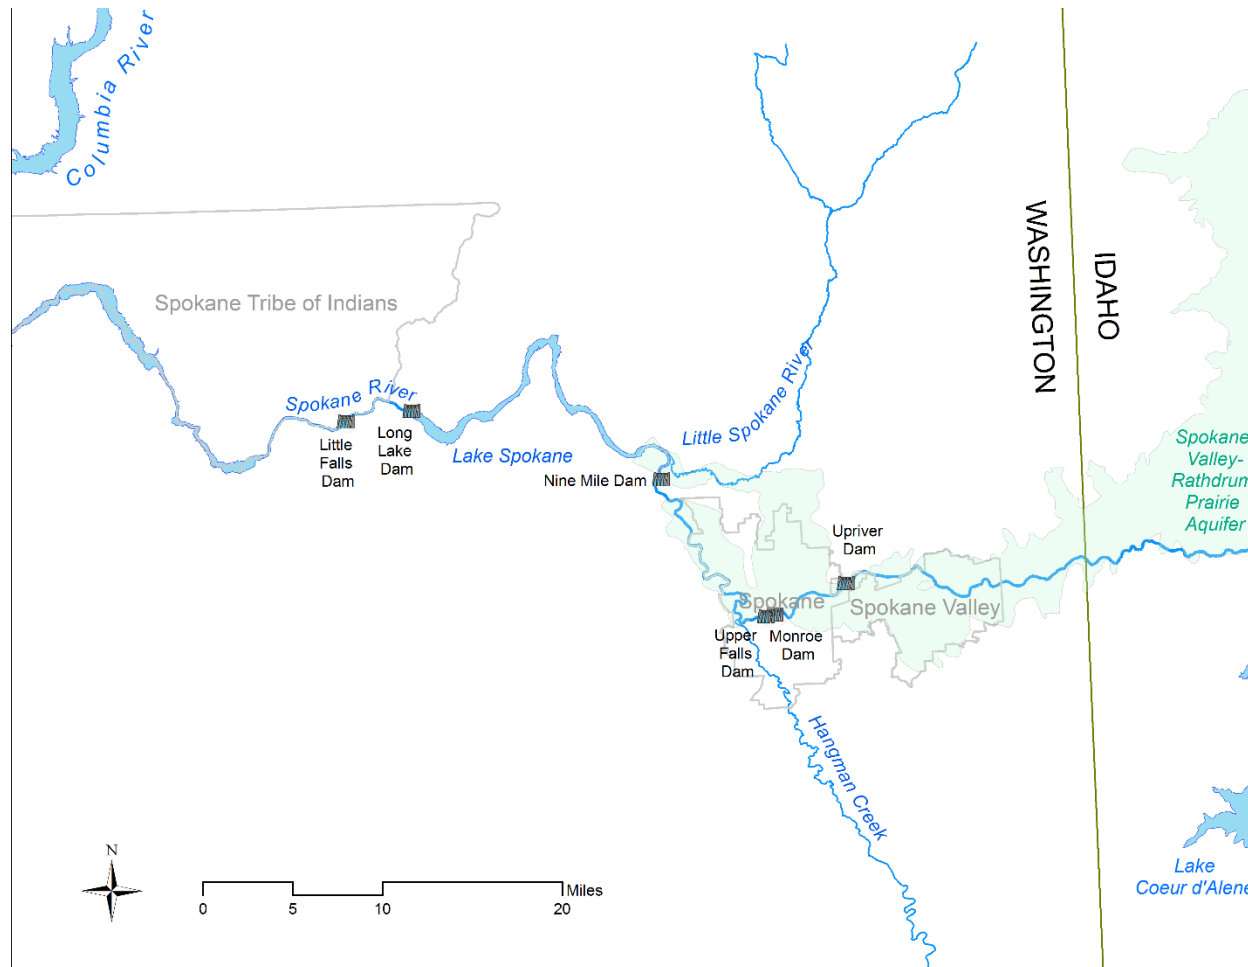 Columbia River
WASHINGTON
IDAHO
Spokane Tribe of Indians
Spokane River
Little
Falls
Dam
Long
Lake
Dam
Lake Spokane
Little Spokane River
Nine Mile Dam
Spokane
Valley-
Rathdrum
Prairie
Aquifer
Upriver
Dam
Spokane
Spokane Valley
Upper
Falls
Dam
Monroe
Dam
Hangman Creek
Lake
Coeur d'Alene
N
Miles
0 5 10 20